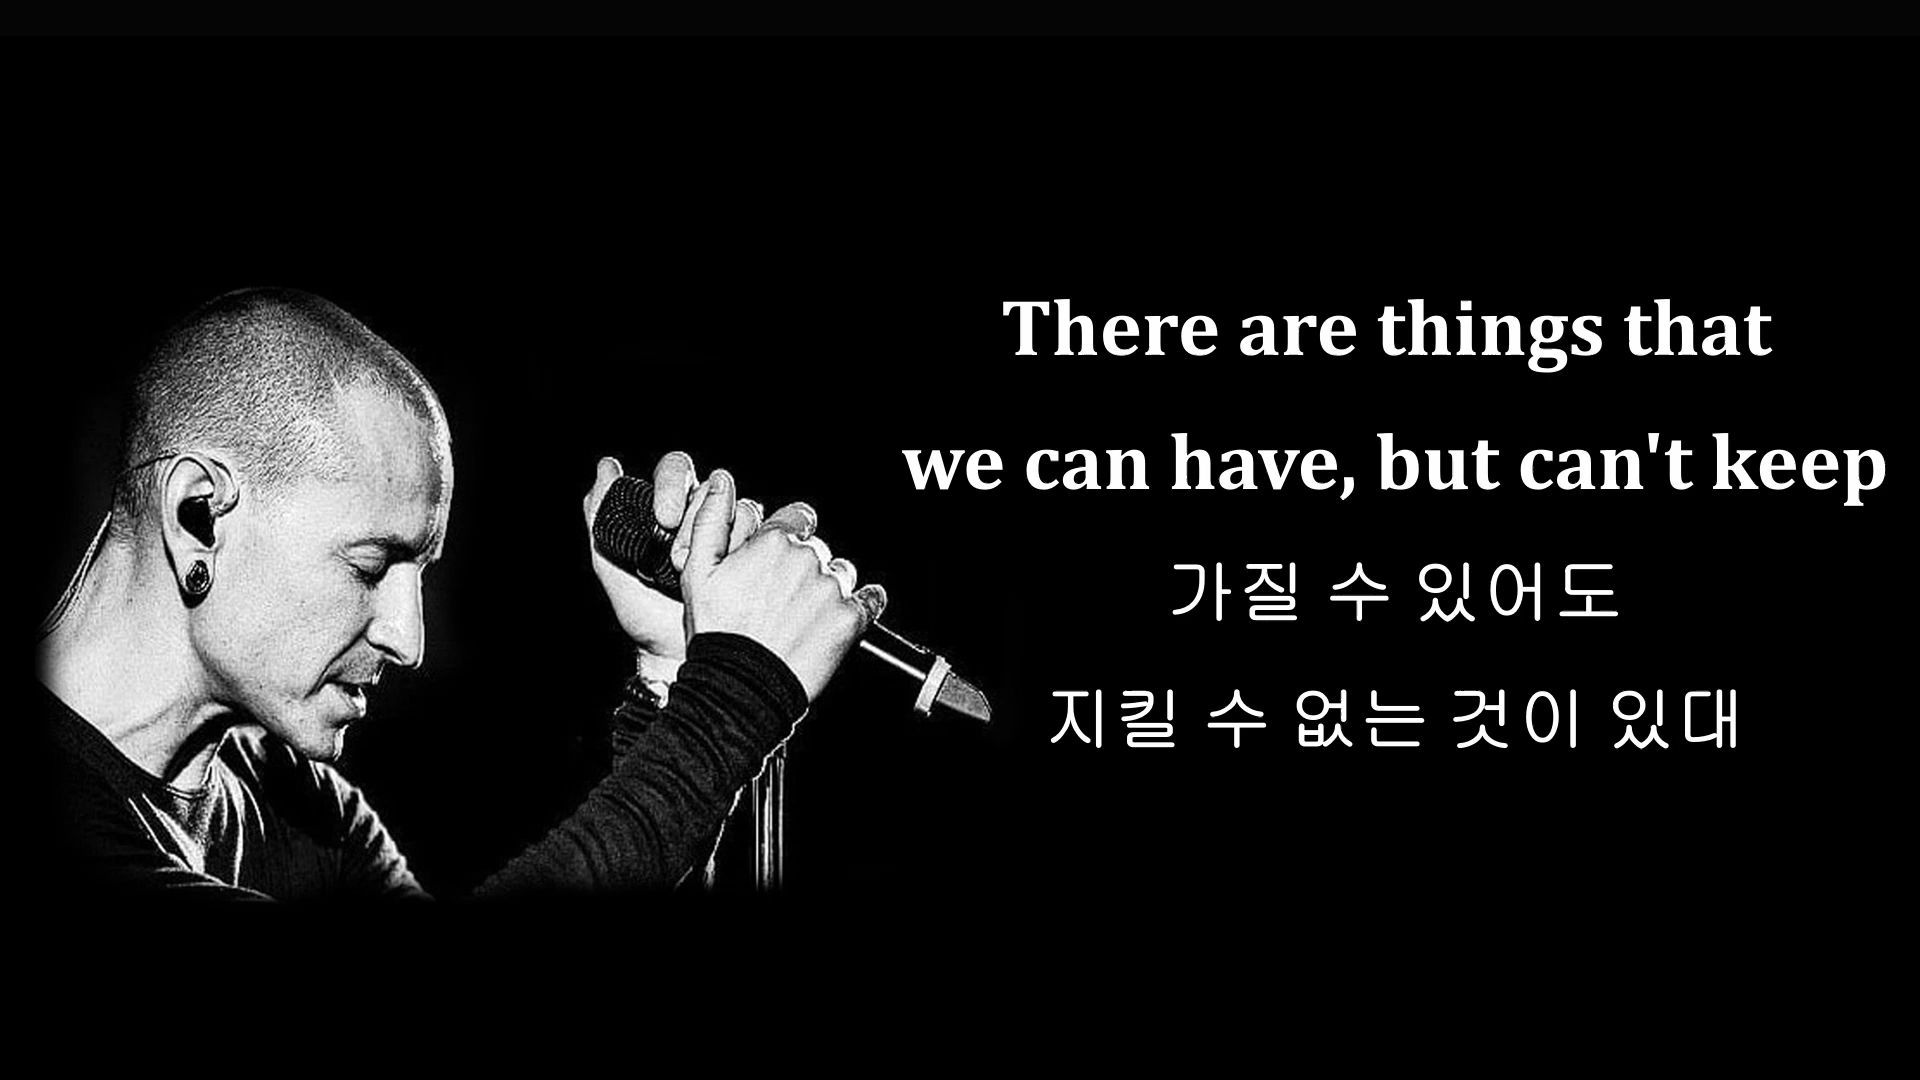 There are things that
we can have, but can't keep
가질 수 있어도
지킬 수 없는 것이 있대